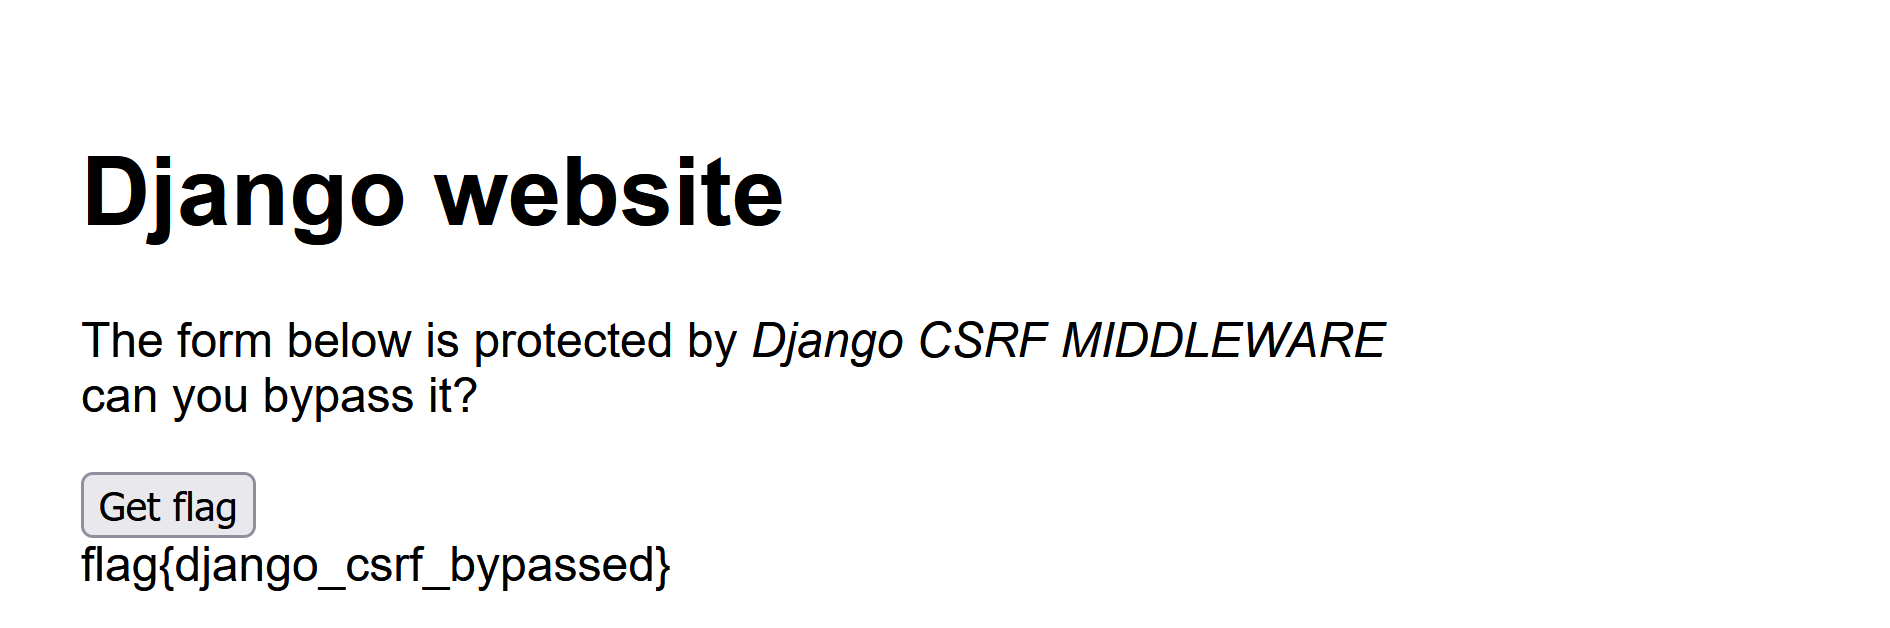 Django website
The form below is protected by Django CSRF MIDDLEWARE
can you bypass it?
Get flag
flag{django_csrf_bypassed}